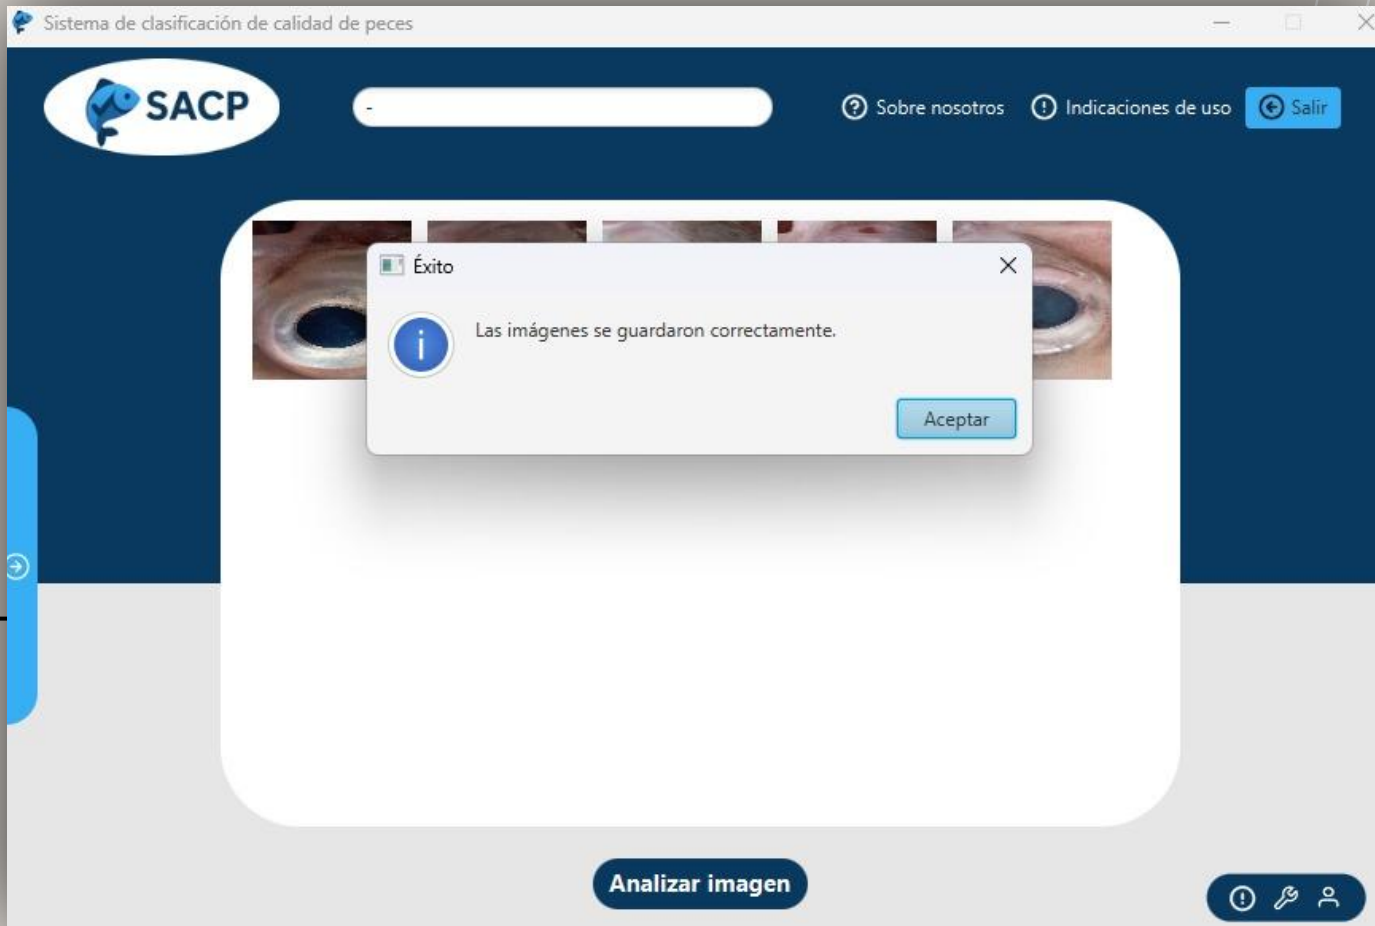 Sistema de clasificación de calidad de peces
SACP
-
Sobre nosotros
Indicaciones de uso
Salir
Éxito
Las imágenes se guardaron correctamente.
Aceptar
Analizar imagen